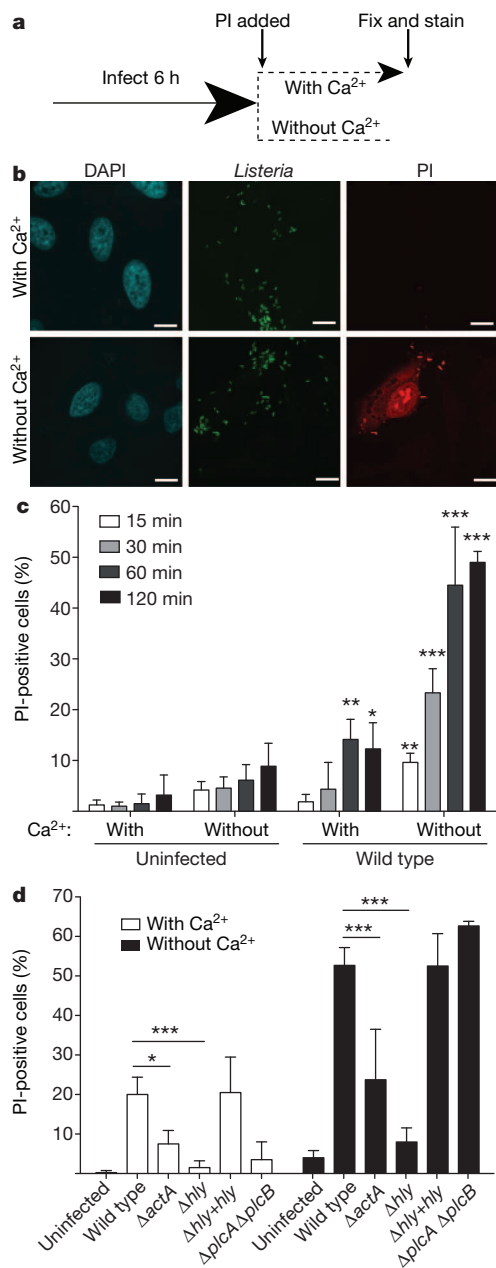 a
PI added
Fix and stain
Infect 6 h
With Ca2+
Without Ca2+
b
DAPI
Listeria
PI
With Ca2+
Without Ca2+
c
60
50
40
30
20
10
PI-positive cells (%)
15 min
30 min
60 min
120 min
**
*
**
***
***
***
Ca2+:
With
Without
With
Without
Uninfected
Wild type
d
70
60
50
40
30
20
10
PI-positive cells (%)
With Ca2+
Without Ca2+
***
*
***
***
Uninfected
Wild type
ΔactA
Δhly
Δhly+hly
ΔplcA ΔplcB
Uninfected
Wild type
ΔactA
Δhly
Δhly+hly
ΔplcA ΔplcB